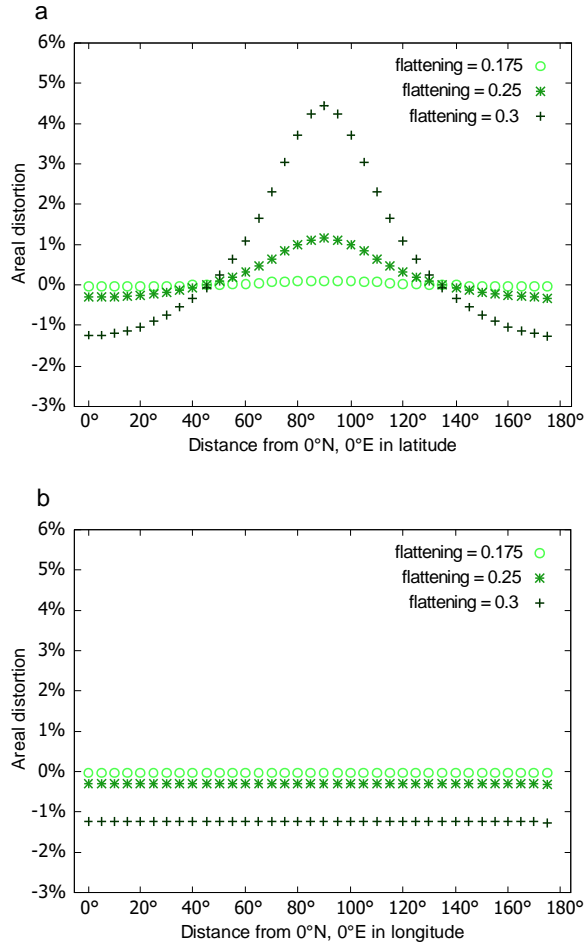 a
6%
5%
4%
3%
2%
1%
0%
-1%
-2%
-3%
Areal distortion
flattening = 0.175
flattening = 0.25
flattening = 0.3
0° 20° 40° 60° 80° 100° 120° 140° 160° 180°
Distance from 0°N, 0°E in latitude
b
6%
5%
4%
3%
2%
1%
0%
-1%
-2%
-3%
Areal distortion
flattening = 0.175
flattening = 0.25
flattening = 0.3
0° 20° 40° 60° 80° 100° 120° 140° 160° 180°
Distance from 0°N, 0°E in longitude